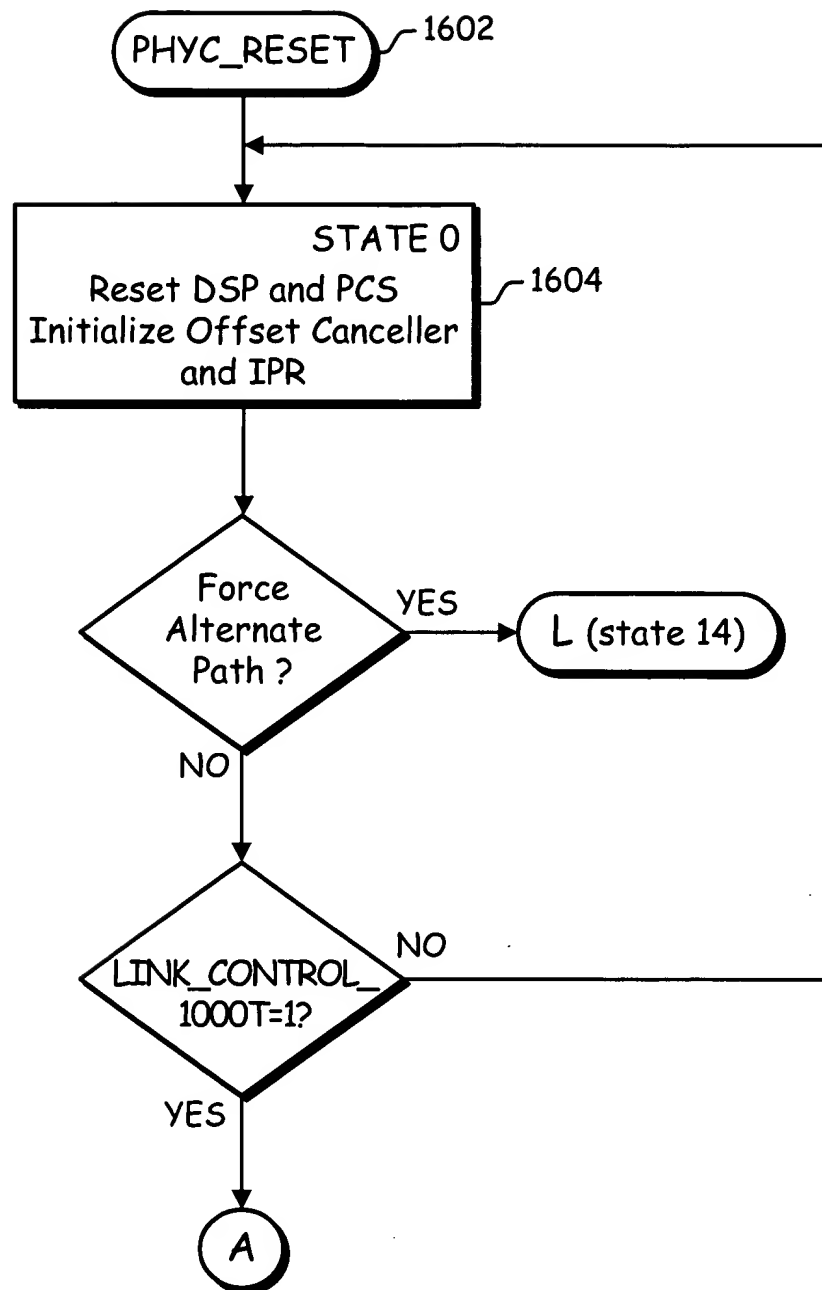 PHYC_RESET
1602
STATE 0
Reset DSP and PCS
Initialize Offset Canceller
and IPR
1604
Force
Alternate
Path ?
YES
L (state 14)
NO
LINK_CONTROL_
1000T=1?
NO
YES
A